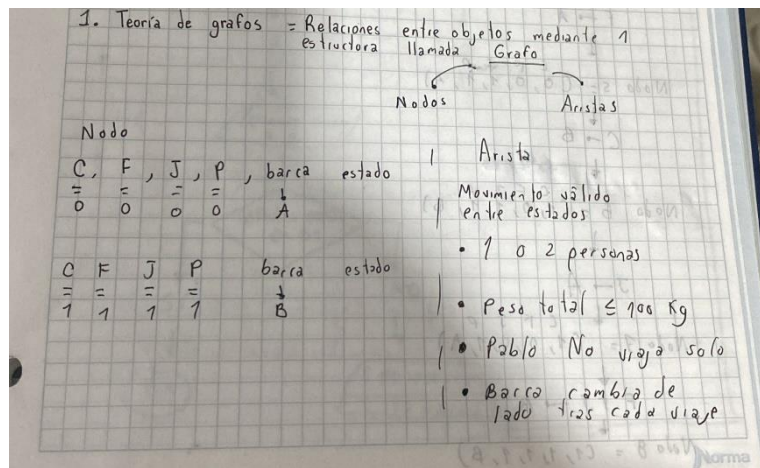 1. Teoría de grafos = Relaciones entre objetos mediante 1
estructora llamada Grafo
Nodos Aristas
Nodo
C, F, J, P, barca estado
= = = = ↓
0 0 0 0 A
C F J P barca estado
= = = = ↓
1 1 1 1 B
Arista
Movimiento válido
entre estados
• 1 o 2 personas
• Peso total ≤ 100 Kg
• Pablo No viaja solo
• Barca cambia de
lado tras cada viaje
Norma